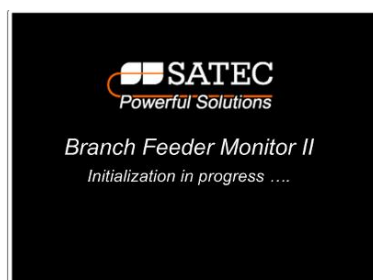 SATEC
Powerful Solutions
Branch Feeder Monitor II
Initialization in progress ....